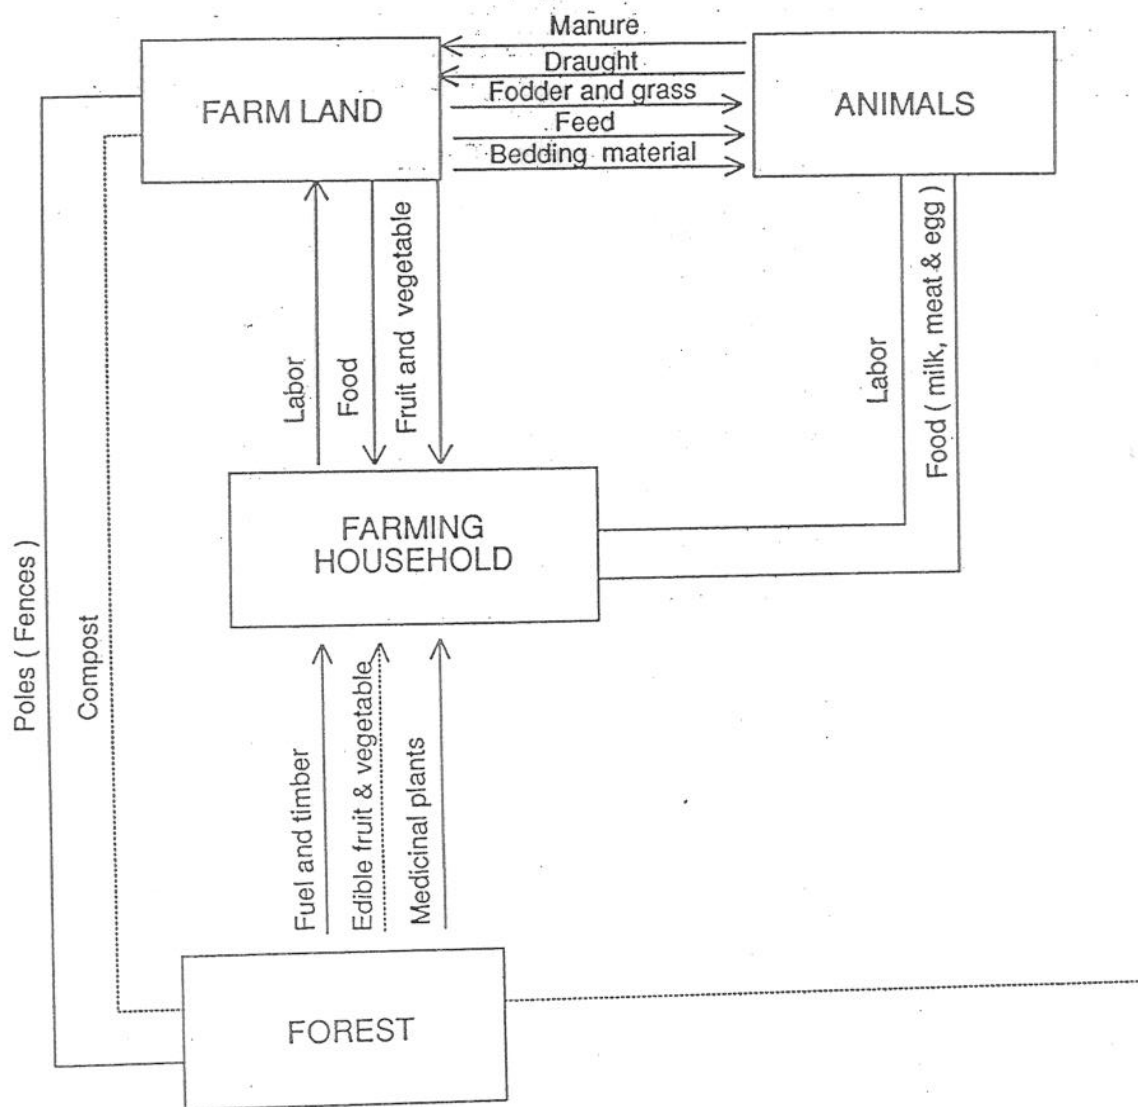 Manure
Draught
Fodder and grass
Feed
Bedding material
FARM LAND
ANIMALS
Labor
Food
Fruit and vegetable
Labor
Food ( milk, meat & egg)
FARMING
HOUSEHOLD
Poles ( Fences )
Compost
Fuel and timber
Edible fruit & vegetable
Medicinal plants
FOREST